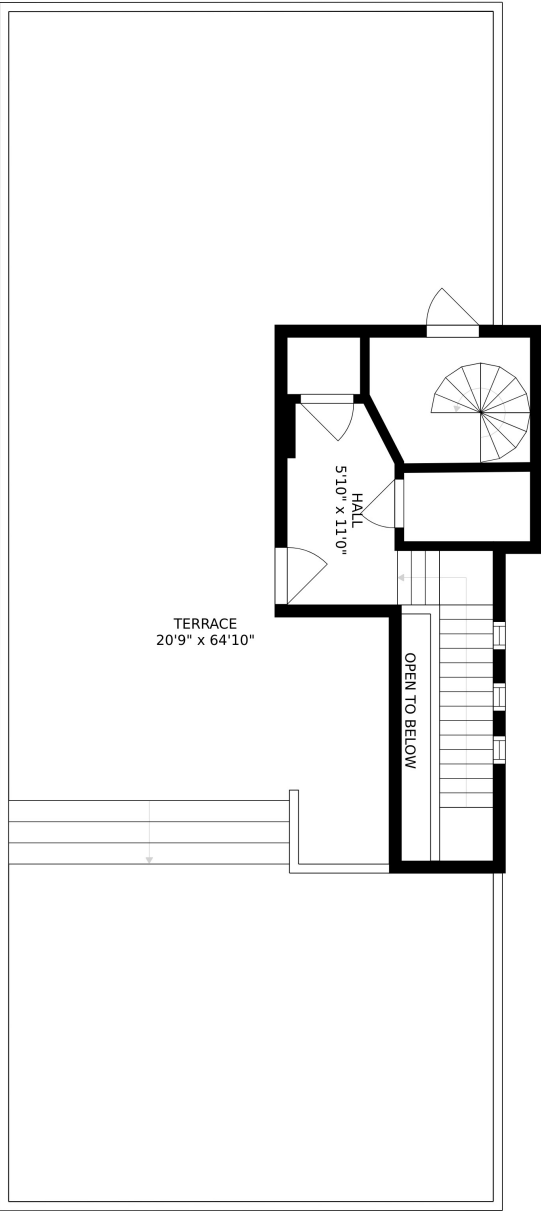 HALL
5'10" x 11'0"
TERRACE
20'9" x 64'10"
OPEN TO BELOW